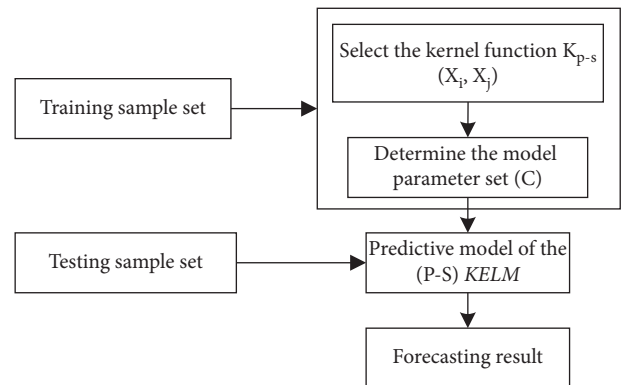 Select the kernel function Kp-s
(Xi, Xj)
Training sample set
Determine the model
parameter set (C)
Testing sample set
Predictive model of the
(P-S) KELM
Forecasting result